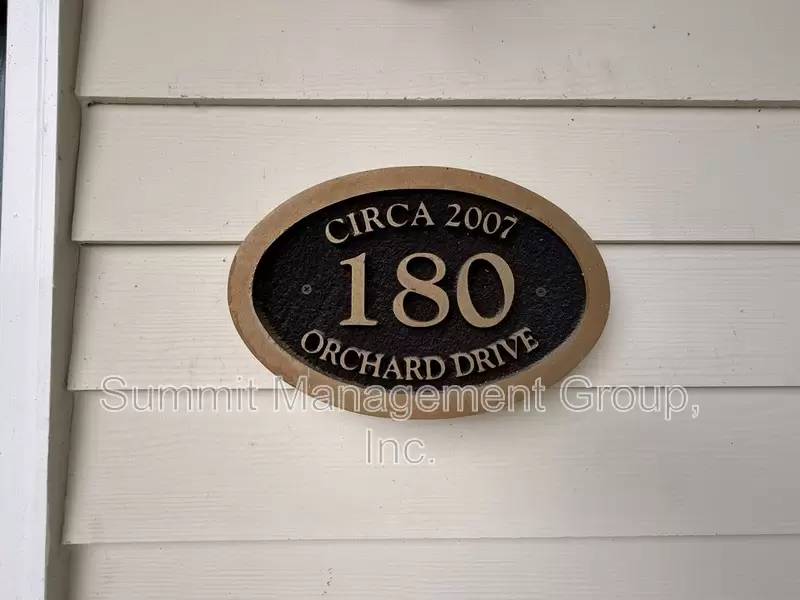 CIRCA 2007
180
ORCHARD DRIVE
Summit Management Group,
Inc.